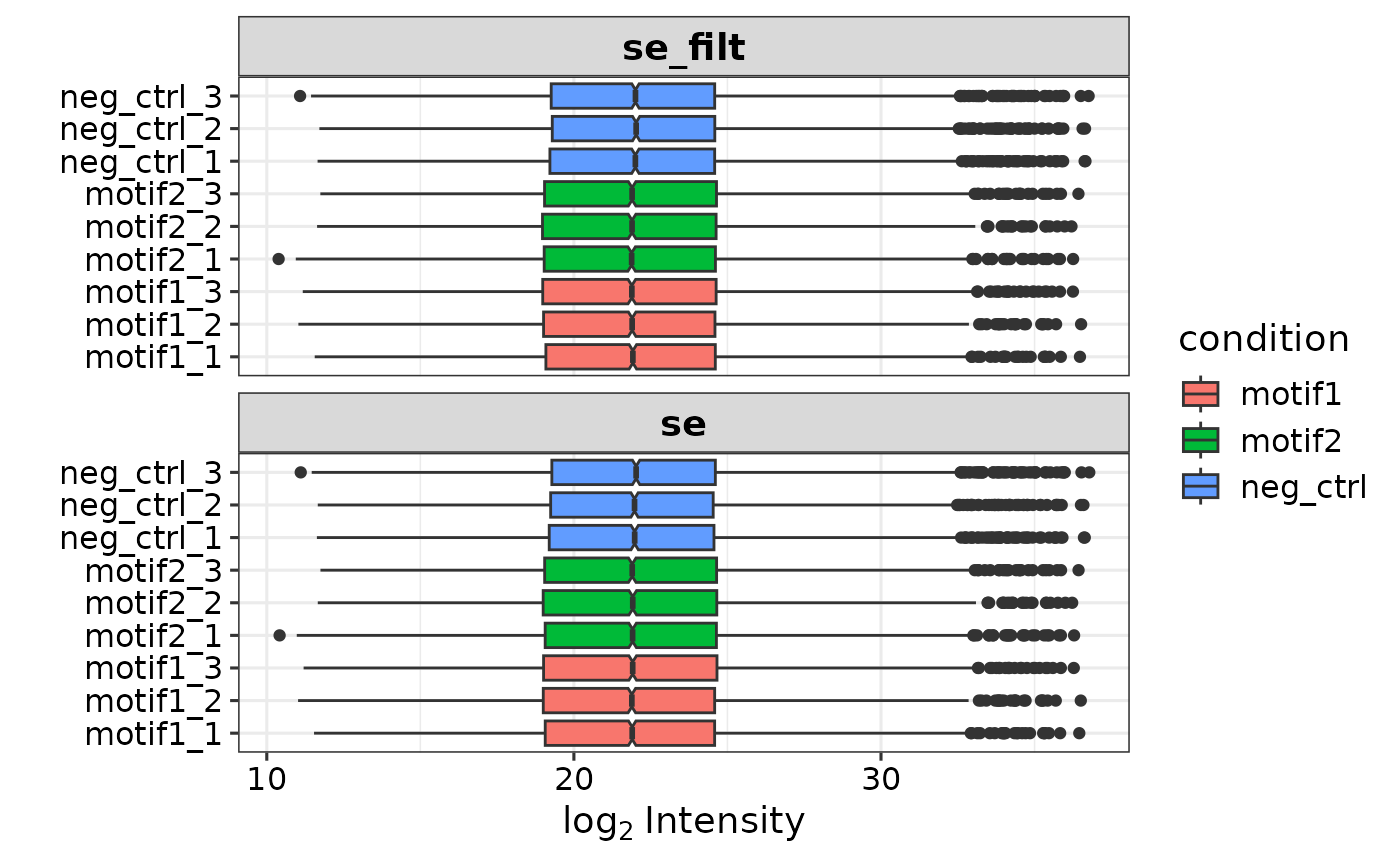 se_filt
neg_ctrl_3
neg_ctrl_2
neg_ctrl_1
motif2_3
motif2_2
motif2_1
motif1_3
motif1_2
motif1_1
se
neg_ctrl_3
neg_ctrl_2
neg_ctrl_1
motif2_3
motif2_2
motif2_1
motif1_3
motif1_2
motif1_1
10 20 30
log₂ Intensity
condition
motif1
motif2
neg_ctrl